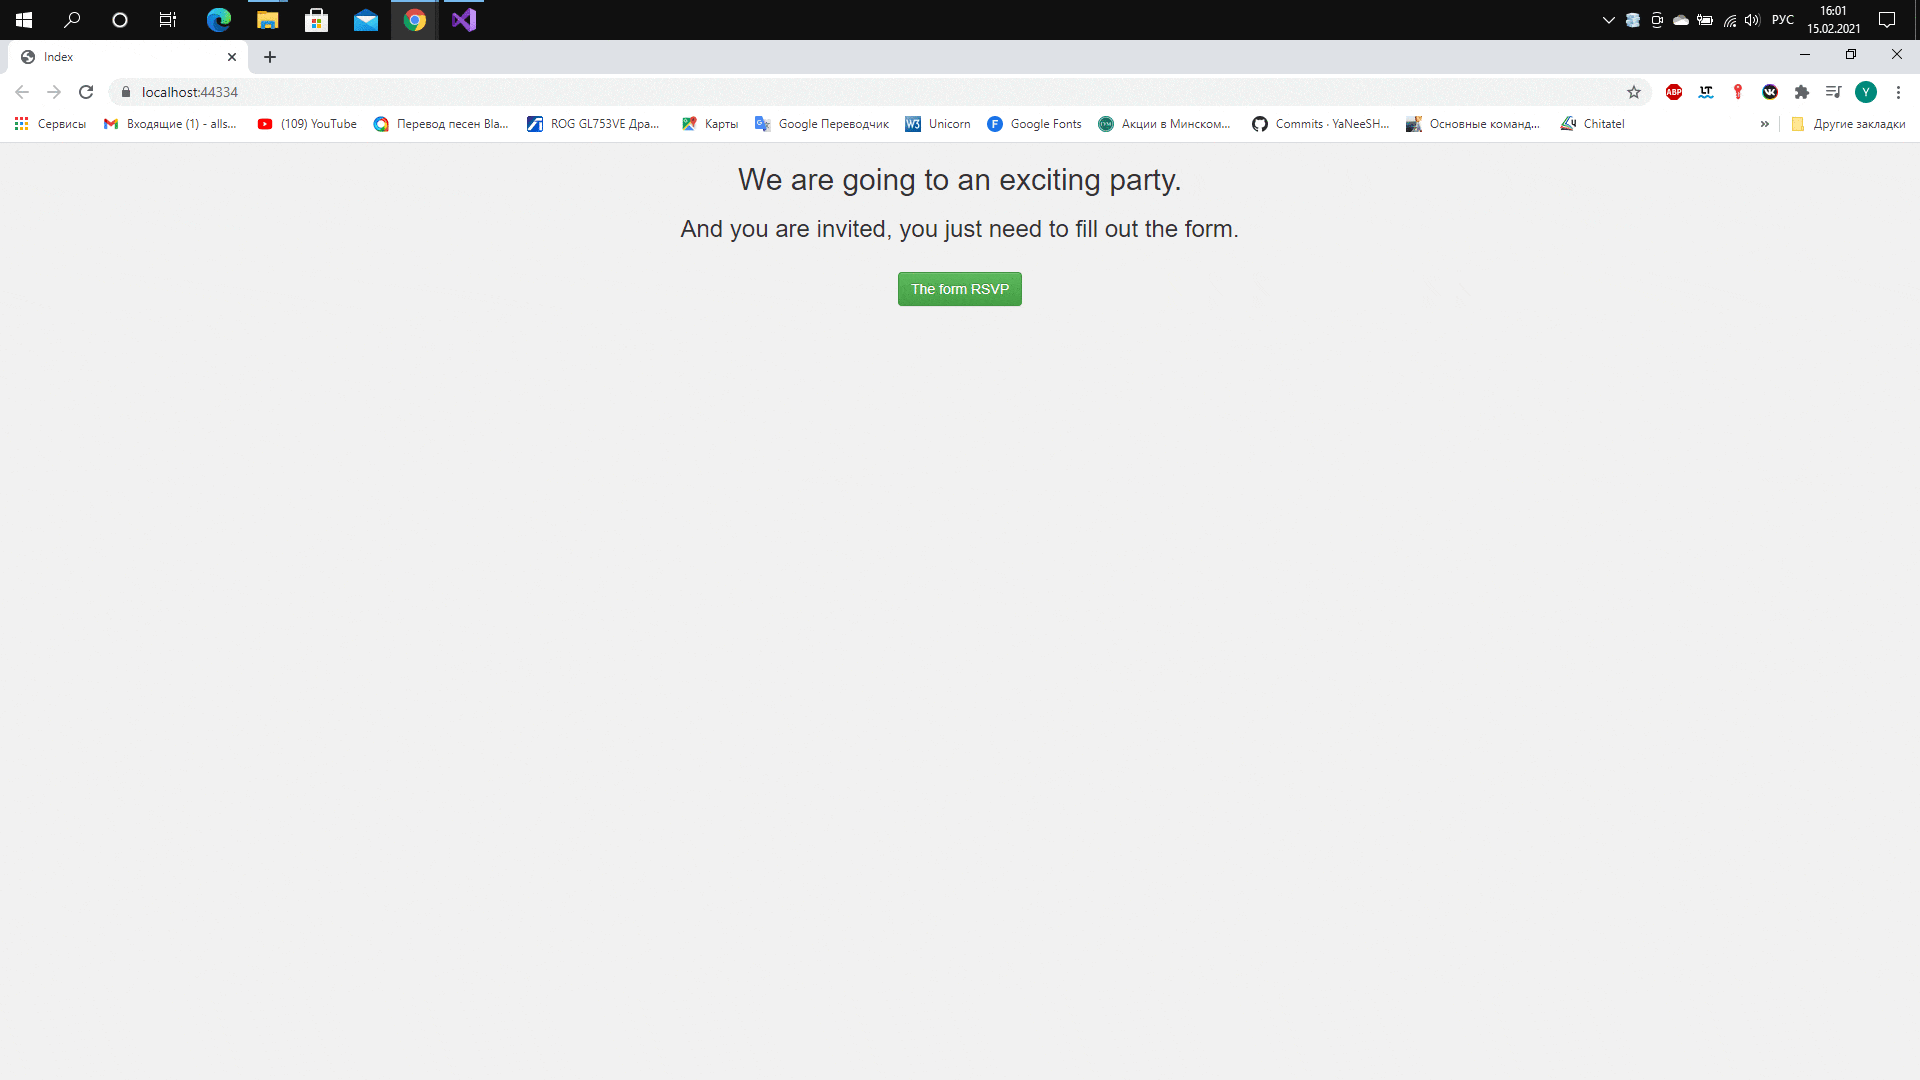 РУС
16:01
15.02.2021
Index
localhost:44334
ABP
LT
Y
Сервисы
Входящие (1) - alls...
(109) YouTube
Перевод песен Bla...
ROG GL753VE Дра...
Карты
Google Переводчик
W3
Unicorn
F
Google Fonts
Акции в Минском...
Commits · YaNeeSH...
Основные команд...
Chitatel
»
Другие закладки
We are going to an exciting party.
And you are invited, you just need to fill out the form.
The form RSVP